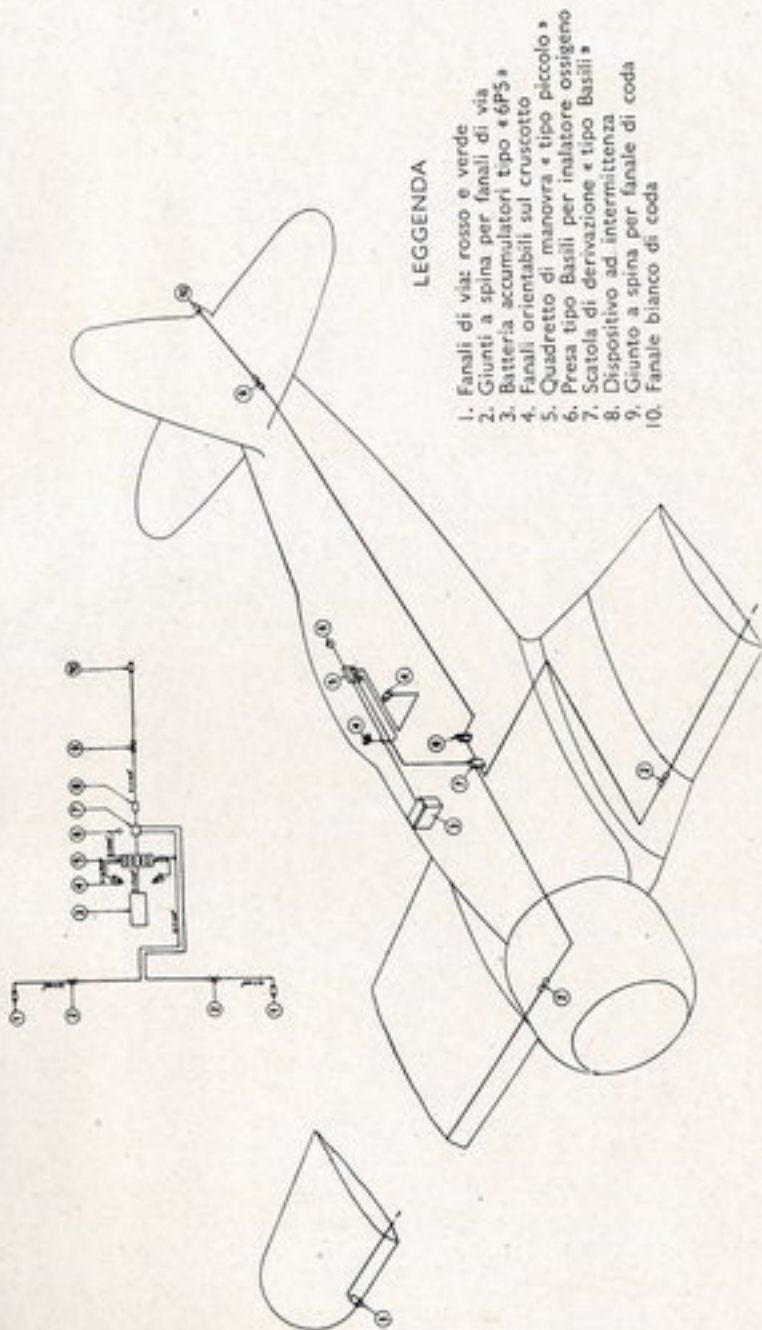 LEGGENDA
1. Fanali di via: rosso e verde
2. Giunti a spina per fanali di via
3. Batteria accumulatori tipo « 6P5 »
4. Fanali orientabili sul cruscotto
5. Quadretto di manovra « tipo piccolo »
6. Presa tipo Basili per inalatore ossigeno
7. Scatola di derivazione « tipo Basili »
8. Dispositivo ad intermittenza
9. Giunto a spina per fanale di coda
10. Fanale bianco di coda